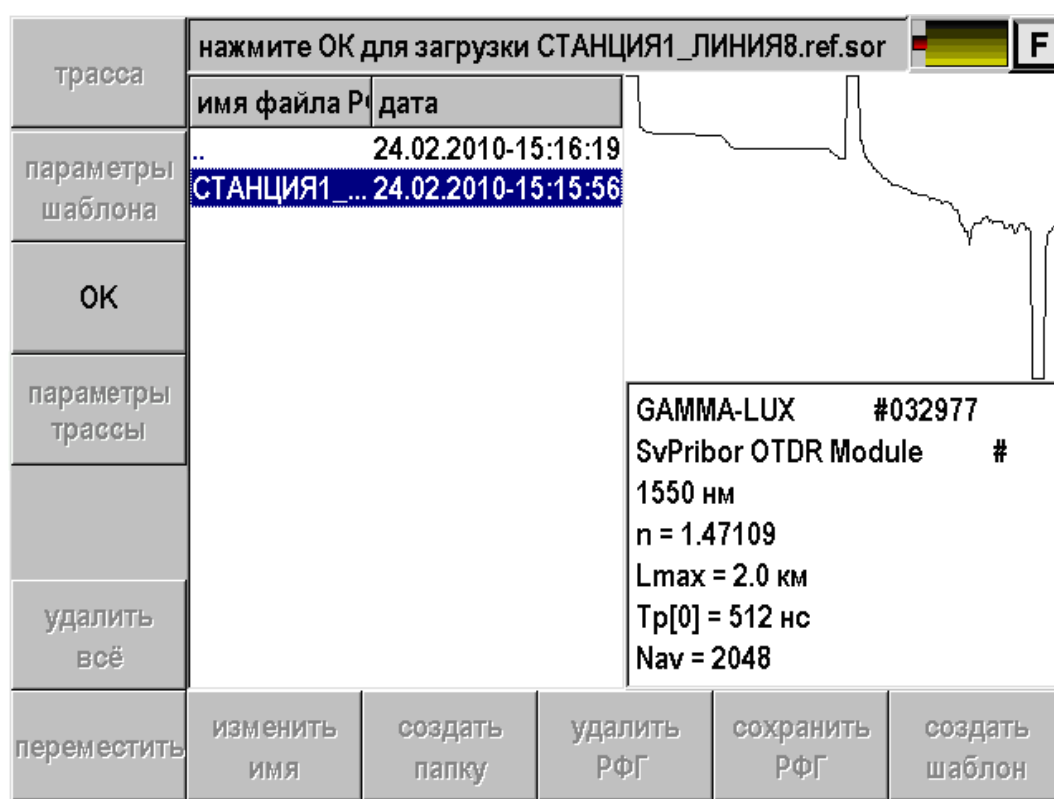 трасса
нажмите ОК для загрузки СТАНЦИЯ1_ЛИНИЯ8.ref.sor
F
имя файла РФ
дата
.. 24.02.2010-15:16:19
СТАНЦИЯ1_... 24.02.2010-15:15:56
параметры
шаблона
ОК
параметры
трассы
GAMMA-LUX #032977
SvPribor OTDR Module #
1550 нм
n = 1.47109
Lmax = 2.0 км
Tp[0] = 512 нс
Nav = 2048
удалить
всё
переместить
изменить
имя
создать
папку
удалить
РФГ
сохранить
РФГ
создать
шаблон